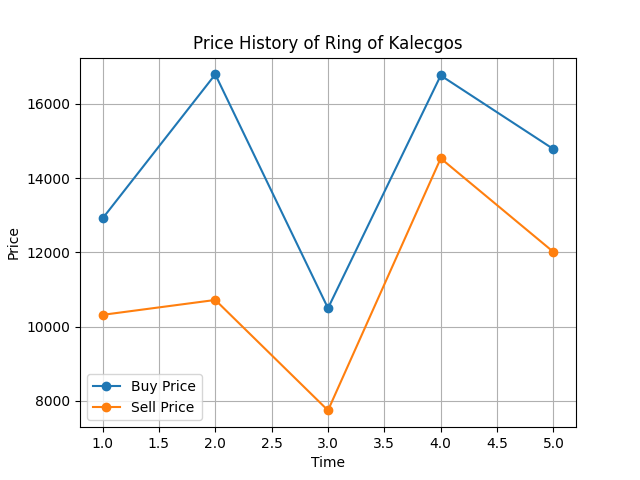 Price History of Ring of Kalecgos
Price
16000
14000
12000
10000
8000
Buy Price
Sell Price
1.0 1.5 2.0 2.5 3.0 3.5 4.0 4.5 5.0
Time